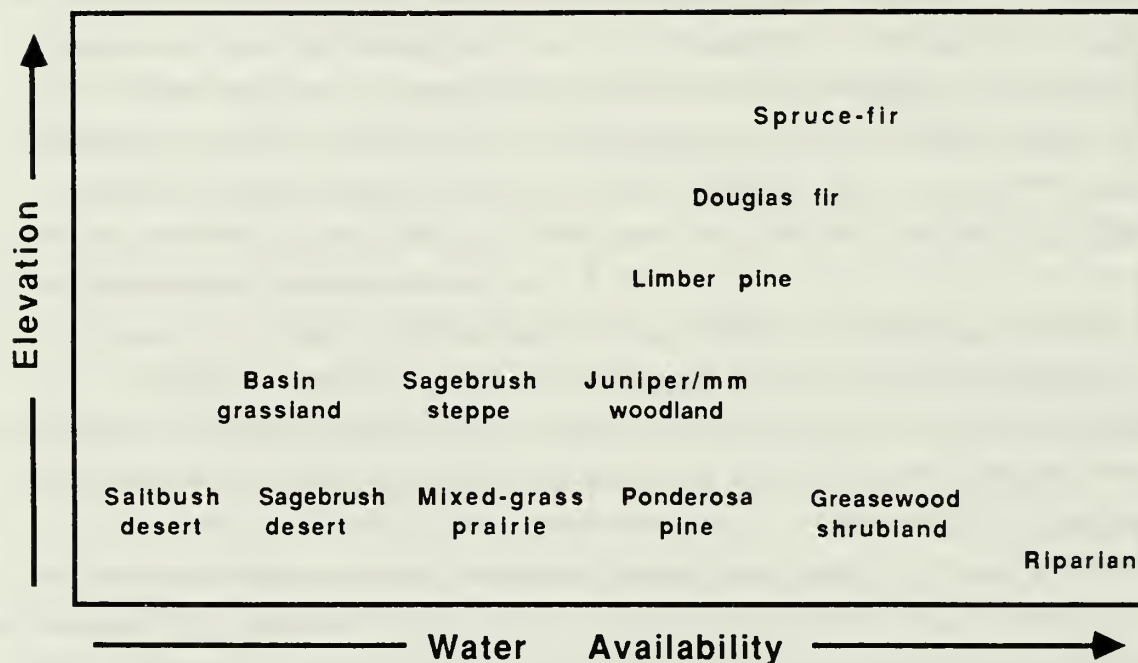 Elevation
Spruce-fir
Douglas fir
Limber pine
Basin
grassland
Sagebrush
steppe
Juniper/mm
woodland
Saltbush
desert
Sagebrush
desert
Mixed-grass
prairie
Ponderosa
pine
Greasewood
shrubland
Riparian
Water Availability